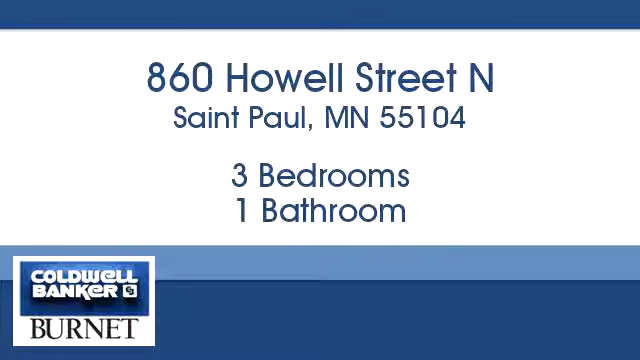 860 Howell Street N
Saint Paul, MN 55104
3 Bedrooms
1 Bathroom
COLDWELL
BANKER
BURNET